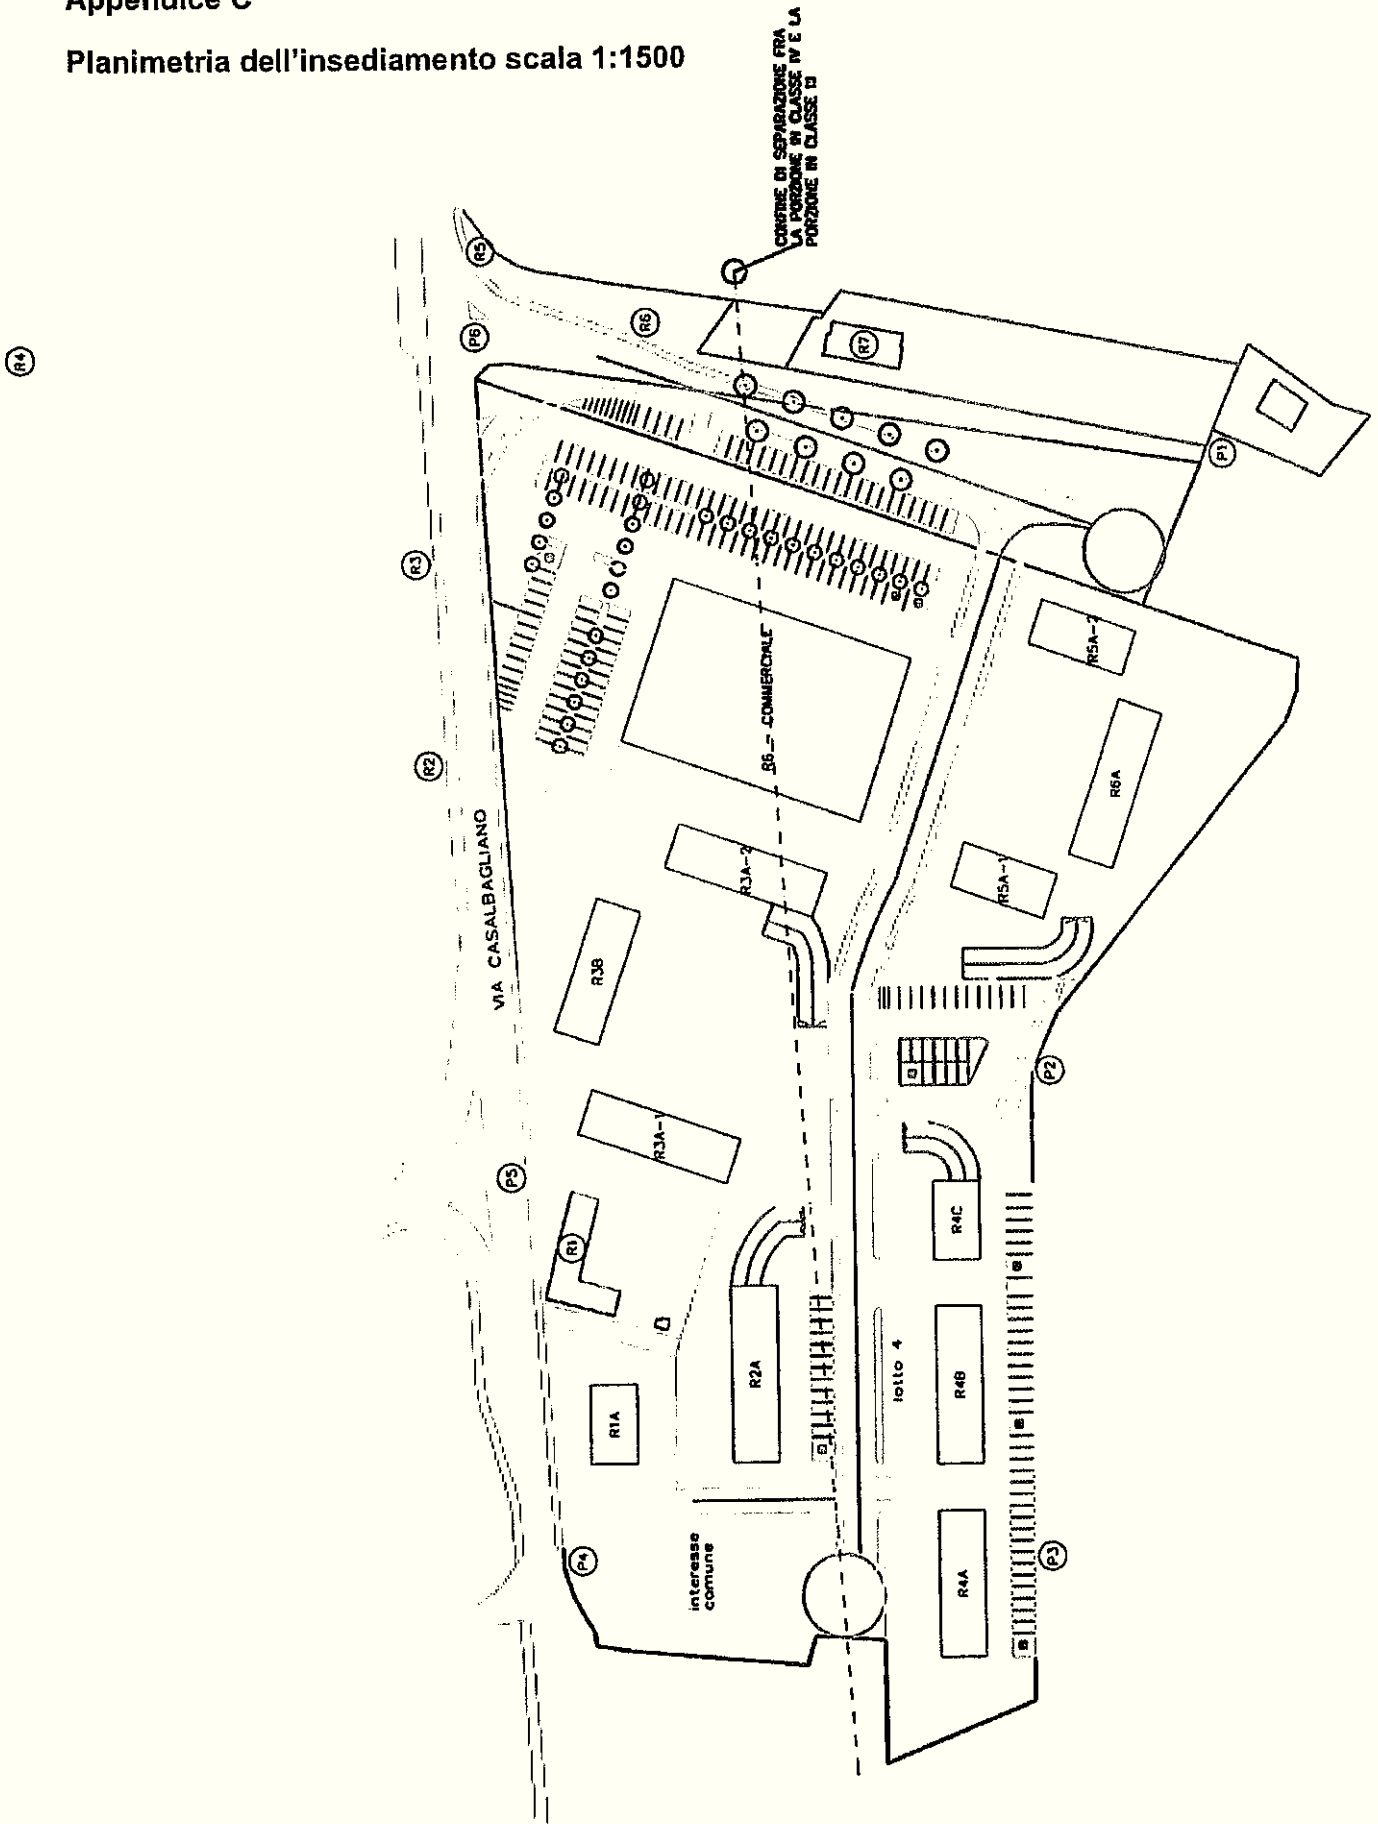 Appendice C
Planimetria dell'insediamento scala 1:1500
CONFINE DI SEPARAZIONE FRA
LA PORZIONE IN CLASSE IV E LA
PORZIONE IN CLASSE
R5
P6
R6
R7
R4
P1
R3
R2
VIA CASALBAGLIANO
R6 - COMMERCIALE
R5A-2
R6A
R5A-1
R3A-2
R3B
R3A-1
P5
P2
R1
R4C
R2A
R1A
lotto 4
R4B
P4
interesse
comune
R4A
P3